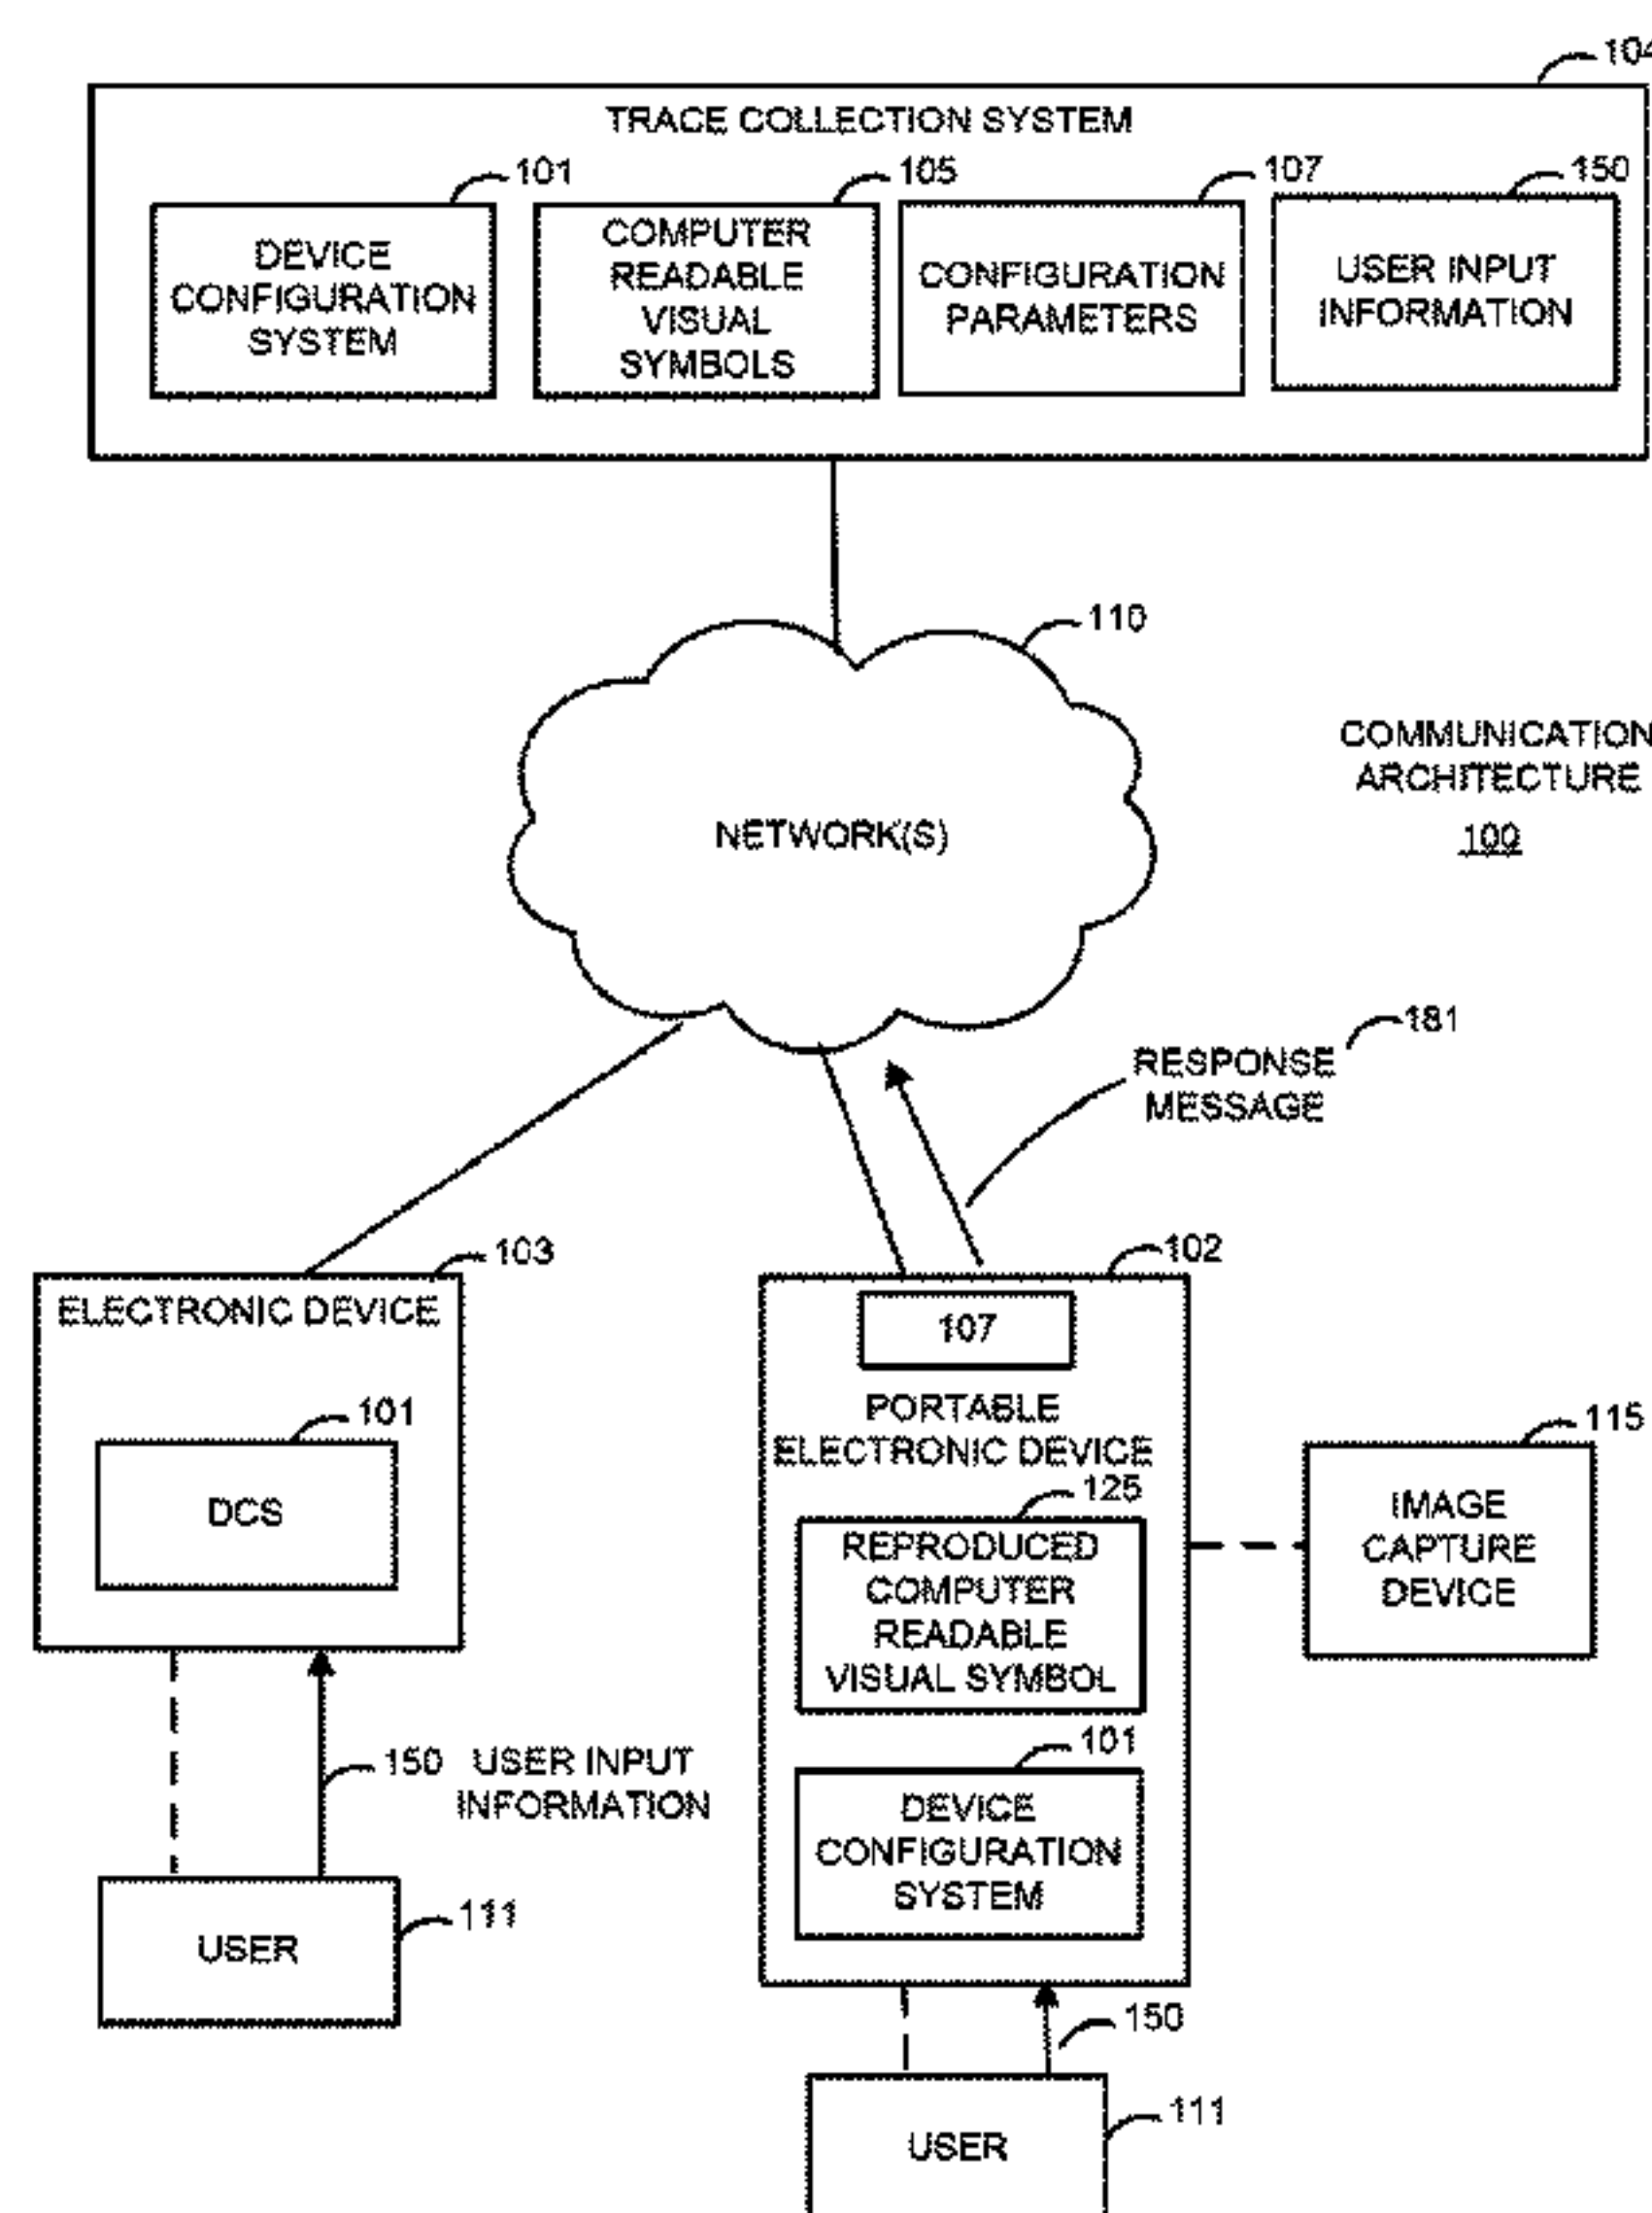 104
TRACE COLLECTION SYSTEM
101
105
107
150
DEVICE
CONFIGURATION
SYSTEM
COMPUTER
READABLE
VISUAL
SYMBOLS
CONFIGURATION
PARAMETERS
USER INPUT
INFORMATION
110
NETWORK(S)
COMMUNICATION
ARCHITECTURE
100
181
RESPONSE
MESSAGE
103
ELECTRONIC DEVICE
101
DCS
102
107
PORTABLE
ELECTRONIC DEVICE
125
REPRODUCED
COMPUTER
READABLE
VISUAL SYMBOL
101
DEVICE
CONFIGURATION
SYSTEM
115
IMAGE
CAPTURE
DEVICE
150 USER INPUT
INFORMATION
111
USER
150
111
USER